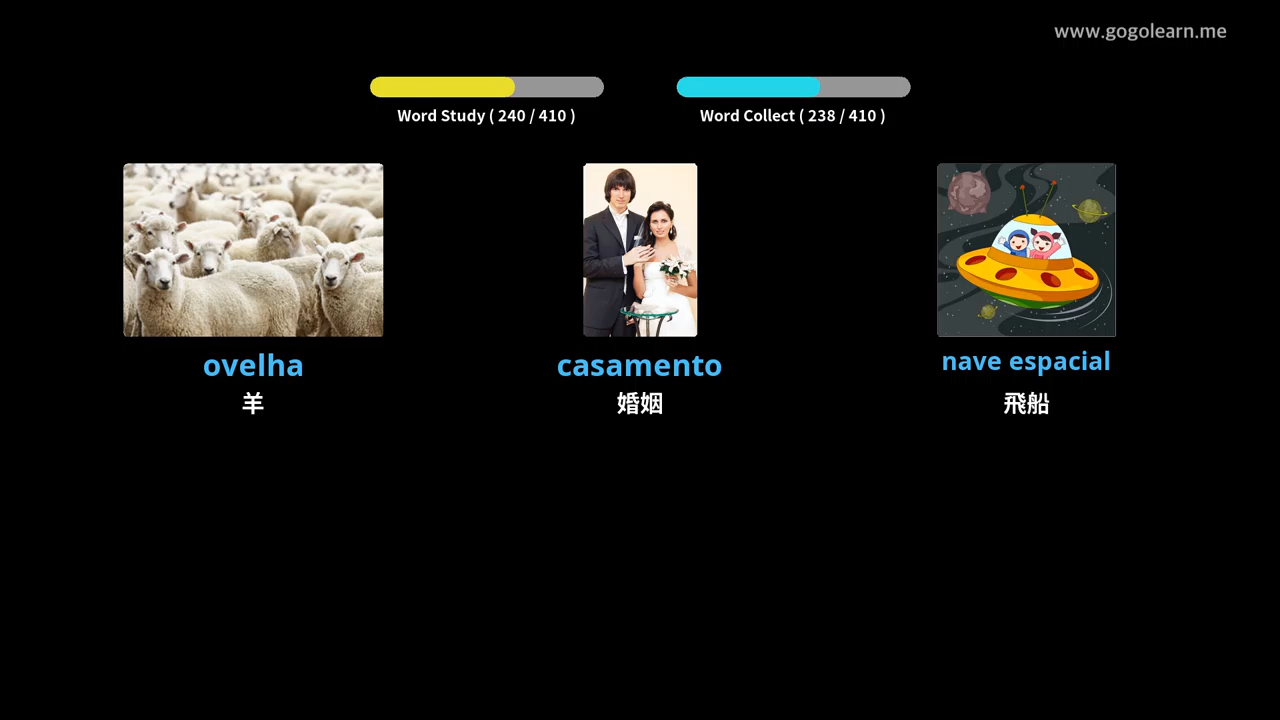 www.gogolearn.me
Word Study ( 240 / 410 )
Word Collect ( 238 / 410 )
ovelha
羊
casamento
婚姻
nave espacial
飛船